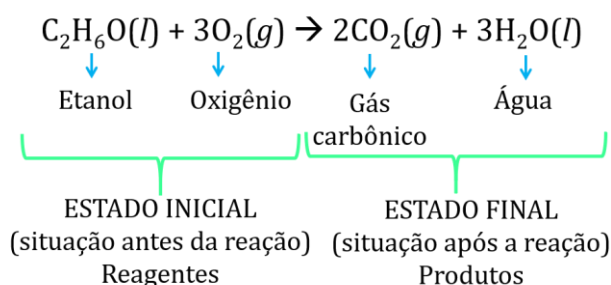 C₂H₆O(l) + 3O₂(g) → 2CO₂(g) + 3H₂O(l)
Etanol Oxigênio Gás carbônico Água
ESTADO INICIAL
(situação antes da reação)
Reagentes
ESTADO FINAL
(situação após a reação)
Produtos